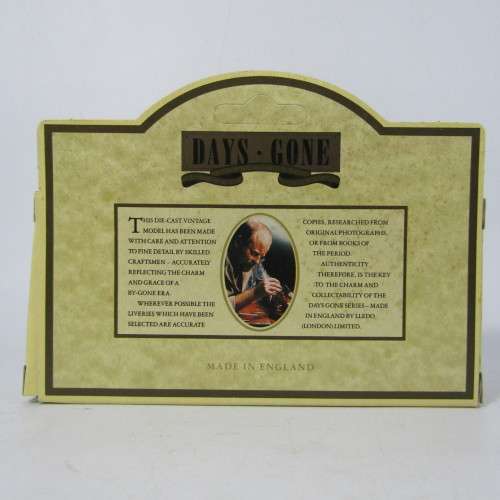 DAYS · GONE
THIS DIE-CAST VINTAGE
MODEL HAS BEEN MADE
WITH CARE AND ATTENTION
TO FINE DETAIL BY SKILLED
CRAFTSMEN – ACCURATELY
REFLECTING THE CHARM
AND GRACE OF A
BY-GONE ERA.
WHEREVER POSSIBLE THE
LIVERIES WHICH HAVE BEEN
SELECTED ARE ACCURATE
COPIES, RESEARCHED FROM
ORIGINAL PHOTOGRAPHS,
OR FROM BOOKS OF
THE PERIOD.
AUTHENTICITY,
THEREFORE, IS THE KEY
TO THE CHARM AND
COLLECTABILITY OF THE
DAYS GONE SERIES – MADE
IN ENGLAND BY LLEDO
(LONDON) LIMITED.
MADE IN ENGLAND